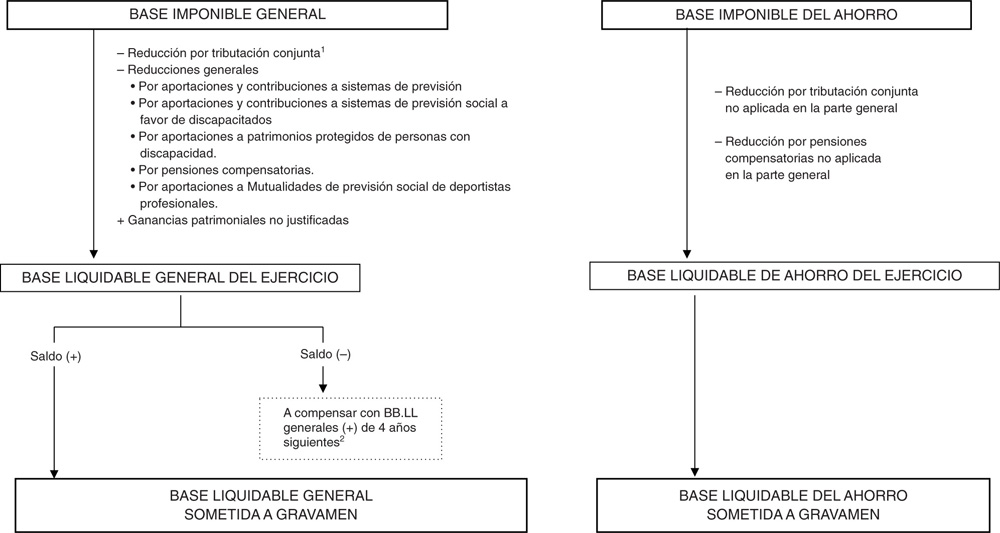 BASE IMPONIBLE GENERAL
– Reducción por tributación conjunta1
– Reducciones generales
• Por aportaciones y contribuciones a sistemas de previsión
• Por aportaciones y contribuciones a sistemas de previsión social a
favor de discapacitados
• Por aportaciones a patrimonios protegidos de personas con
discapacidad.
• Por pensiones compensatorias.
• Por aportaciones a Mutualidades de previsión social de deportistas
profesionales.
+ Ganancias patrimoniales no justificadas
BASE LIQUIDABLE GENERAL DEL EJERCICIO
Saldo (+)
Saldo (–)
A compensar con BB.LL
generales (+) de 4 años
siguientes2
BASE LIQUIDABLE GENERAL
SOMETIDA A GRAVAMEN
BASE IMPONIBLE DEL AHORRO
– Reducción por tributación conjunta
no aplicada en la parte general
– Reducción por pensiones
compensatorias no aplicada
en la parte general
BASE LIQUIDABLE DE AHORRO DEL EJERCICIO
BASE LIQUIDABLE DEL AHORRO
SOMETIDA A GRAVAMEN